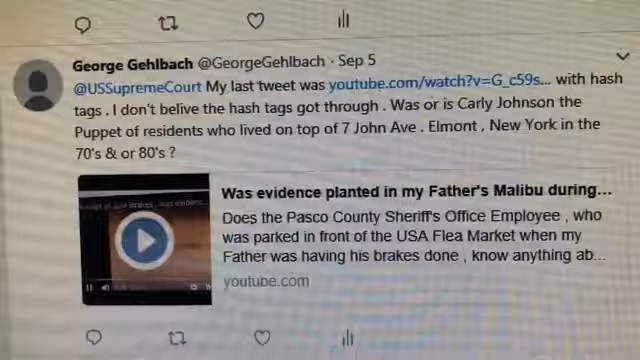 George Gehlbach @GeorgeGehlbach · Sep 5
@USSupremeCourt My last tweet was youtube.com/watch?v=G_c59s... with hash
tags . I don't belive the hash tags got through . Was or is Carly Johnson the
Puppet of residents who lived on top of 7 John Ave . Elmont , New York in the
70's & or 80's ?
Was evidence planted in my Father's Malibu during...
Does the Pasco County Sheriff's Office Employee , who
was parked in front of the USA Flea Market when my
Father was having his brakes done , know anything ab...
youtube.com